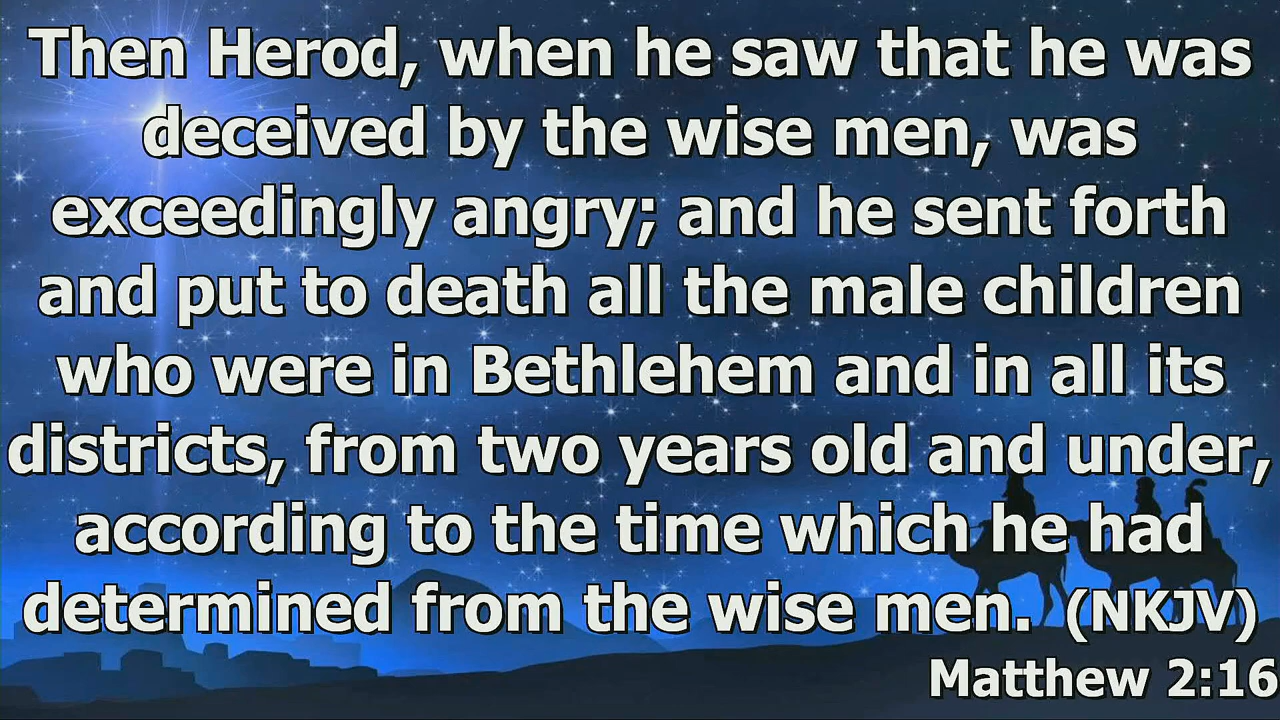 Then Herod, when he saw that he was
deceived by the wise men, was
exceedingly angry; and he sent forth
and put to death all the male children
who were in Bethlehem and in all its
districts, from two years old and under,
according to the time which he had
determined from the wise men. (NKJV)
Matthew 2:16